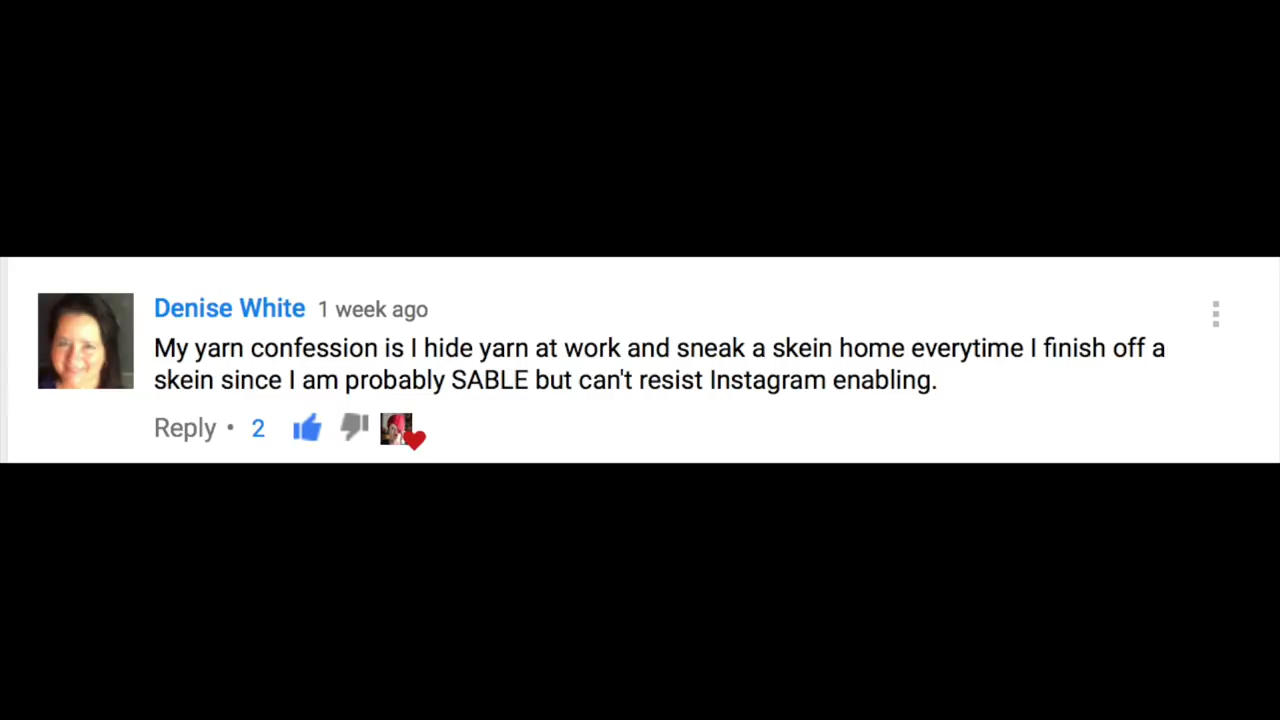 Denise White 1 week ago
My yarn confession is I hide yarn at work and sneak a skein home everytime I finish off a
skein since I am probably SABLE but can't resist Instagram enabling.
Reply • 2